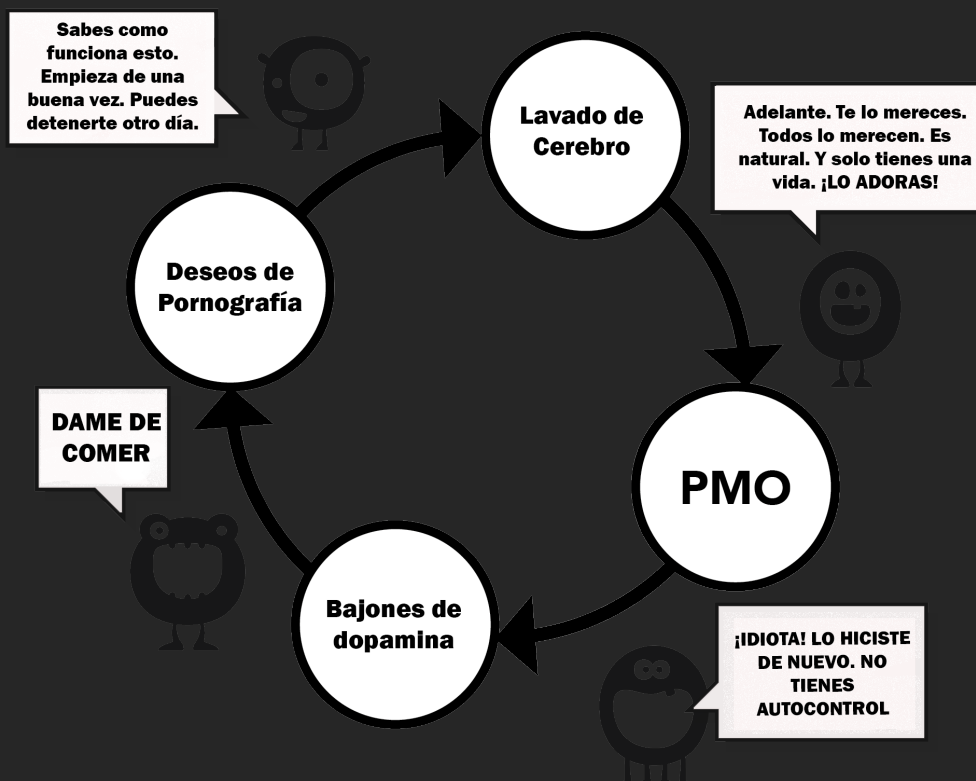 Sabes como
funciona esto.
Empieza de una
buena vez. Puedes
detenerte otro día.
Lavado de
Cerebro
Adelante. Te lo mereces.
Todos lo merecen. Es
natural. Y solo tienes una
vida. ¡LO ADORAS!
Deseos de
Pornografía
DAME DE
COMER
PMO
Bajones de
dopamina
¡IDIOTA! LO HICISTE
DE NUEVO. NO
TIENES
AUTOCONTROL